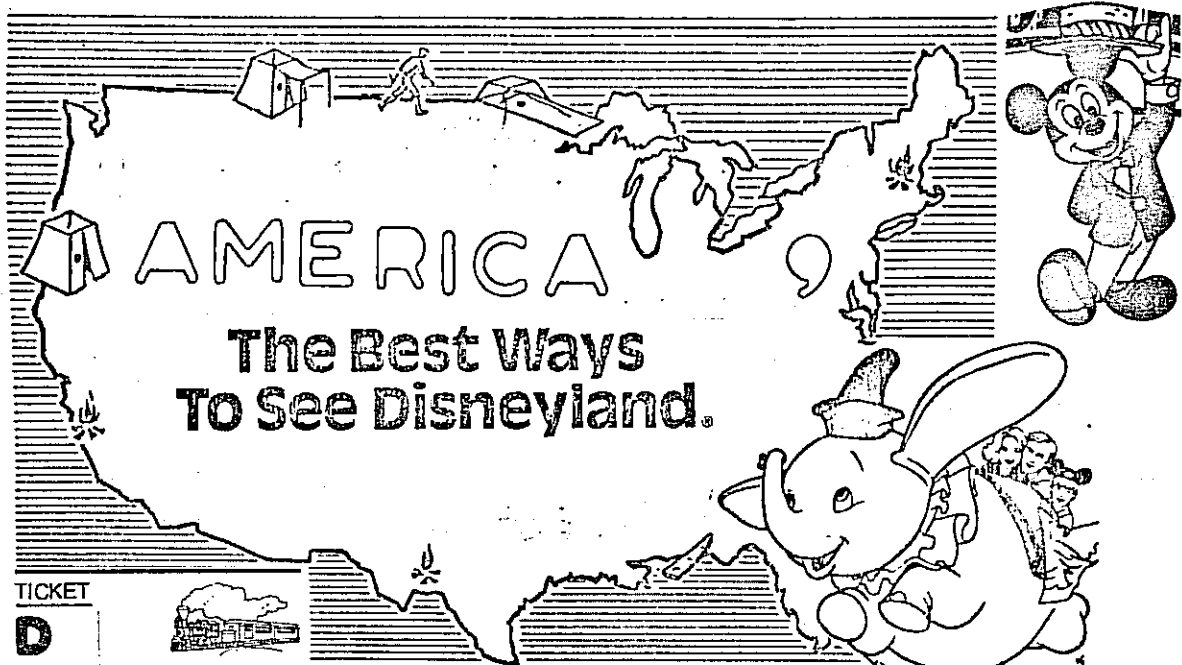 AMERICA ,
The Best Ways
To See Disneyland®
TICKET
D